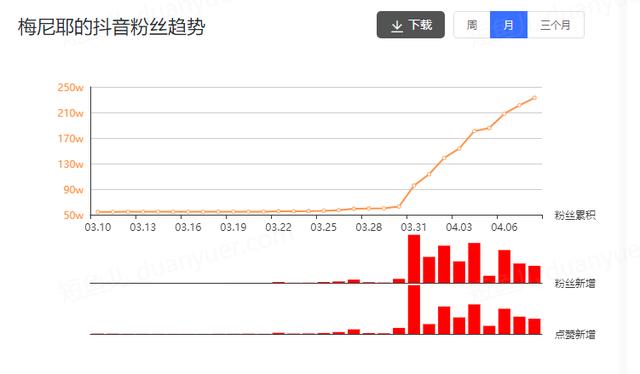 梅尼耶的抖音粉丝趋势
下载
周 月 三个月
250w
210w
170w
130w
90w
50w
03.10 03.13 03.16 03.19 03.22 03.25 03.28 03.31 04.03 04.06
粉丝累积
粉丝新增
点赞新增
duanyuer.com